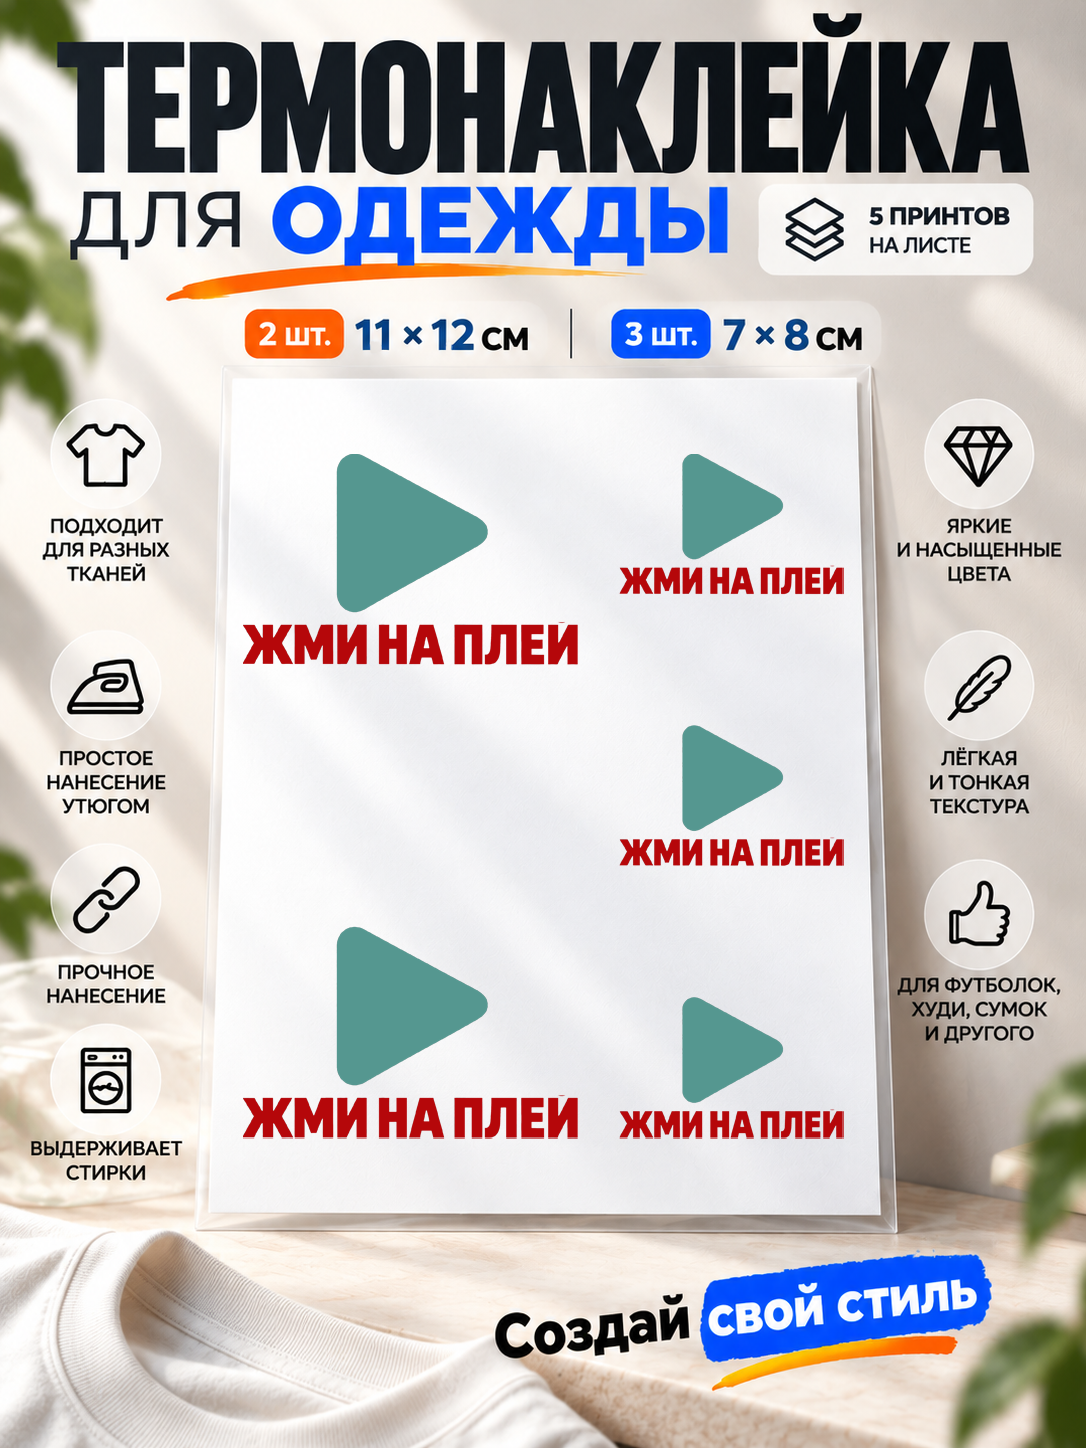 ТЕРМОНАКЛЕЙКА
ДЛЯ ОДЕЖДЫ
5 ПРИНТОВ
НА ЛИСТЕ
2 шт. 11 × 12 см
3 шт. 7 × 8 см
ПОДХОДИТ
ДЛЯ РАЗНЫХ
ТКАНЕЙ
ПРОСТОЕ
НАНЕСЕНИЕ
УТЮГОМ
ПРОЧНОЕ
НАНЕСЕНИЕ
ВЫДЕРЖИВАЕТ
СТИРКИ
ЖМИ НА ПЛЕЙ
ЖМИ НА ПЛЕЙ
ЖМИ НА ПЛЕЙ
ЖМИ НА ПЛЕЙ
ЖМИ НА ПЛЕЙ
ЯРКИЕ
И НАСЫЩЕННЫЕ
ЦВЕТА
ЛЁГКАЯ
И ТОНКАЯ
ТЕКСТУРА
ДЛЯ ФУТБОЛОК,
ХУДИ, СУМОК
И ДРУГОГО
Создай свой стиль